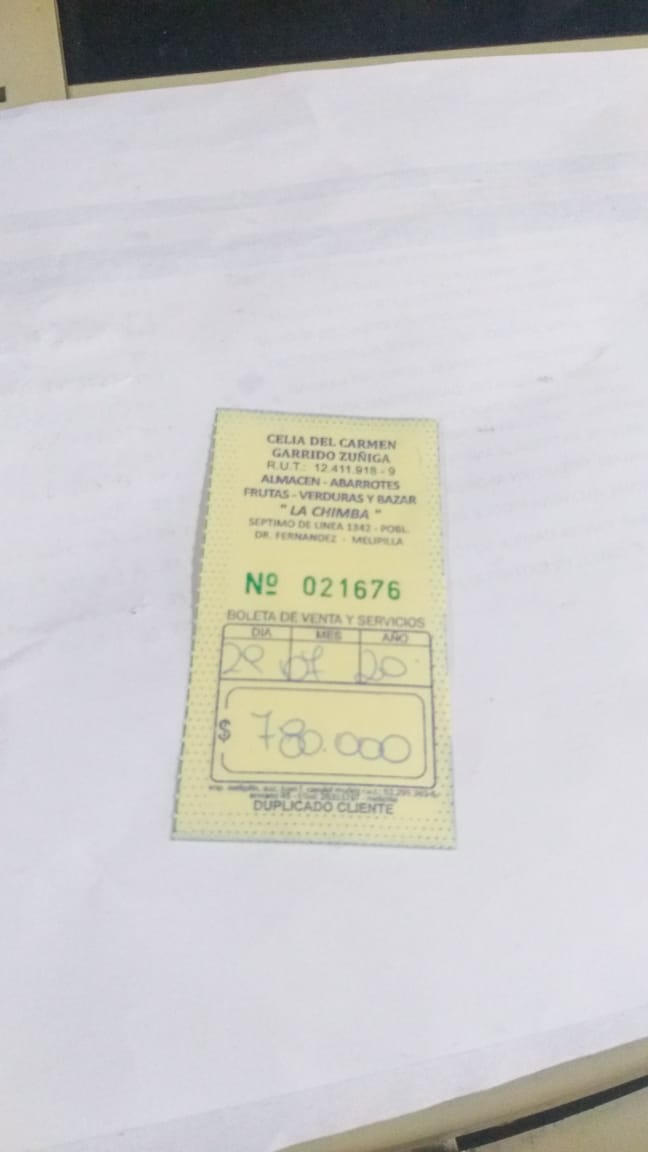 CELIA DEL CARMEN
GARRIDO ZUÑIGA
R.U.T.: 12.411.918 - 9
ALMACEN - ABARROTES
FRUTAS - VERDURAS Y BAZAR
" LA CHIMBA "
SEPTIMO DE LINEA 1342 - POBL.
DR. FERNANDEZ - MELIPILLA
Nº 021676
BOLETA DE VENTA Y SERVICIOS
DIA MES AÑO
07 20
$ 780.000
DUPLICADO CLIENTE